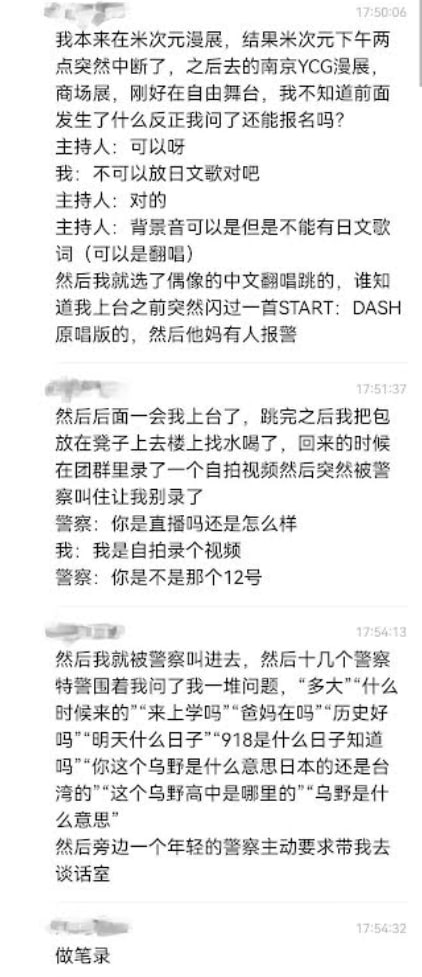 17:50:06
我本来在米次元漫展，结果米次元下午两
点突然中断了，之后去的南京YCG漫展，
商场展，刚好在自由舞台，我不知道前面
发生了什么反正我问了还能报名吗？
主持人：可以呀
我：不可以放日文歌对吧
主持人：对的
主持人：背景音可以是但是不能有日文歌
词（可以是翻唱）
然后我就选了偶像的中文翻唱跳的，谁知
道我上台之前突然闪过一首START：DASH
原唱版的，然后他妈有人报警
17:51:37
然后后面一会我上台了，跳完之后我把包
放在凳子上去楼上找水喝了，回来的时候
在团群里录了一个自拍视频然后突然被警
察叫住让我别录了
警察：你是直播吗还是怎么样
我：我是自拍录个视频
警察：你是不是那个12号
17:54:13
然后我就被警察叫进去，然后十几个警察
特警围着我问了我一堆问题，“多大”“什么
时候来的”“来上学吗”“爸妈在吗”“历史好
吗”“明天什么日子”“918是什么日子知道
吗”“你这个乌野是什么意思日本的还是台
湾的”“这个乌野高中是哪里的”“乌野是什
么意思”
然后旁边一个年轻的警察主动要求带我去
谈话室
17:54:32
做笔录